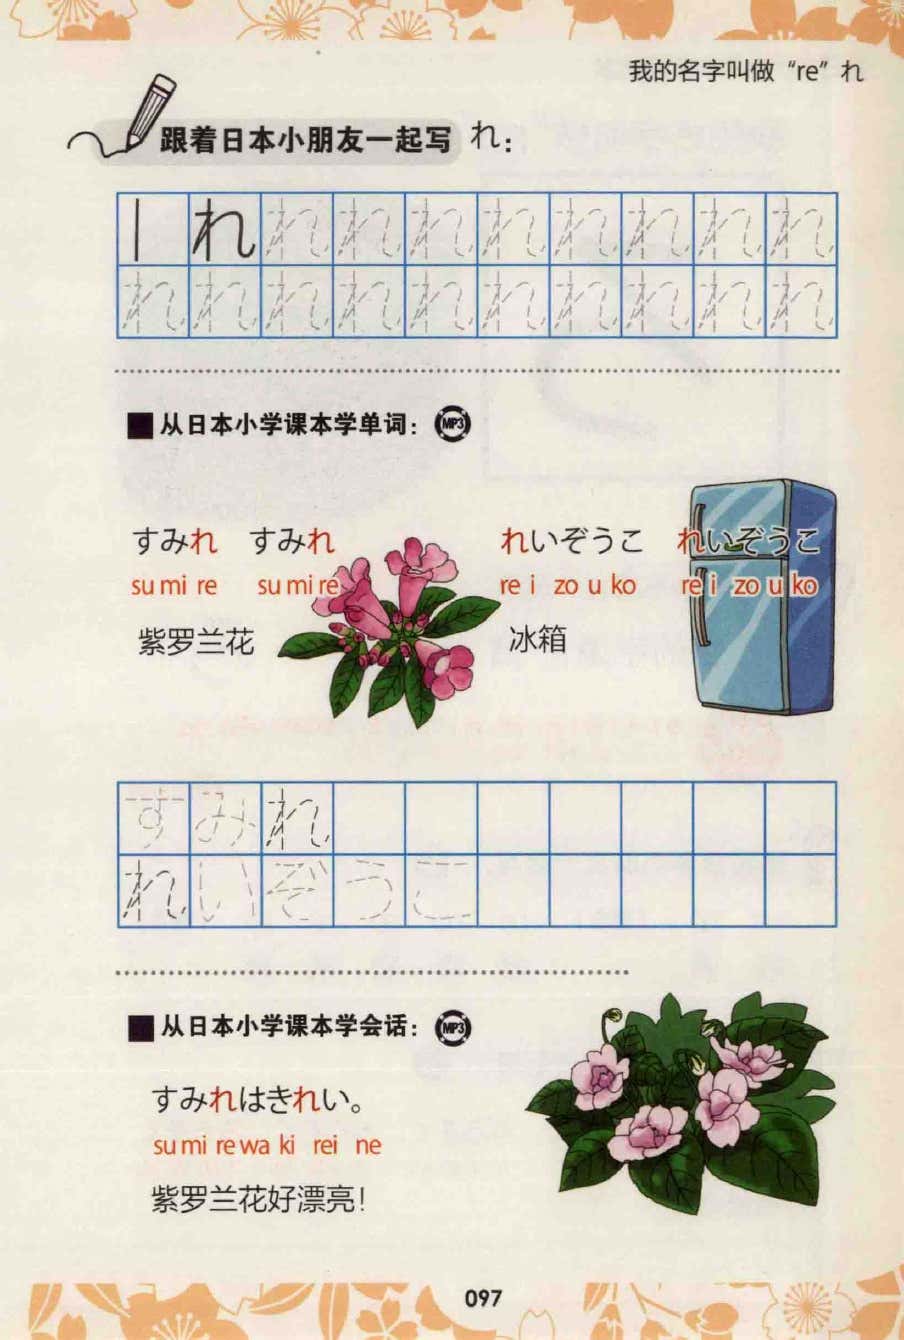 我的名字叫做“re”れ
跟着日本小朋友一起写 れ:
l れ れ れ れ れ れ れ れ れ
れ れ れ れ れ れ れ れ れ れ
从日本小学课本学单词: MP3
すみれ すみれ れいぞうこ れいぞうこ
su mi re su mi re re i zo u ko re i zo u ko
紫罗兰花 冰箱
すみれ
れいぞうこ
从日本小学课本学会话: MP3
すみれはきれい。
su mi re wa ki rei ne
紫罗兰花好漂亮!
097